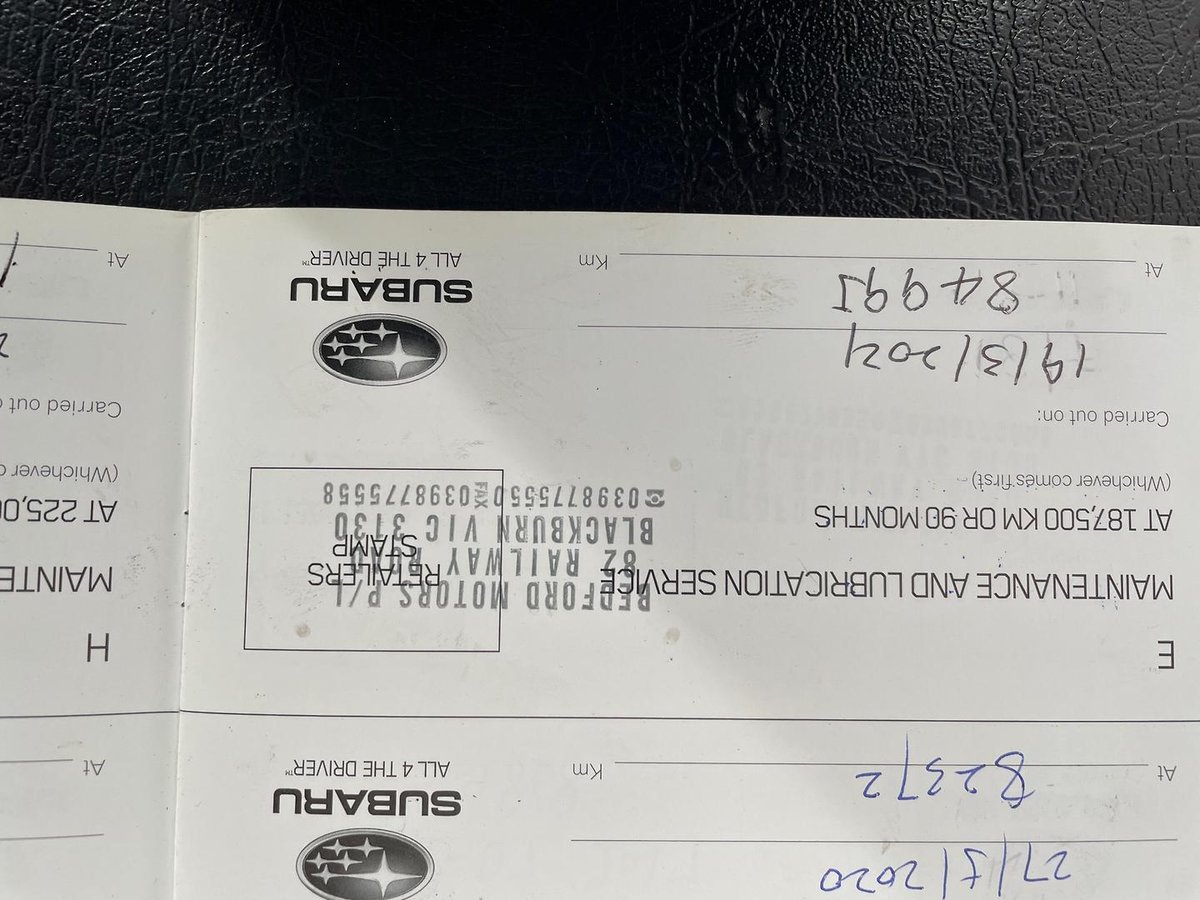 27/5/2020
At 82372 Km
SUBARU
ALL 4 THE DRIVER™
At
E
MAINTENANCE AND LUBRICATION SERVICE
AT 187,500 KM OR 90 MONTHS
(Whichever comes first)
RETAILERS
STAMP
BEDFORD MOTORS P/L
82 RAILWAY ROAD
BLACKBURN VIC 3130
☎0398775550 FAX 0398775558
Carried out on:
19/3/2021
84991
At Km
SUBARU
ALL 4 THE DRIVER™
H
MAINTE
AT 225,00
(Whichever c
Carried out o
At